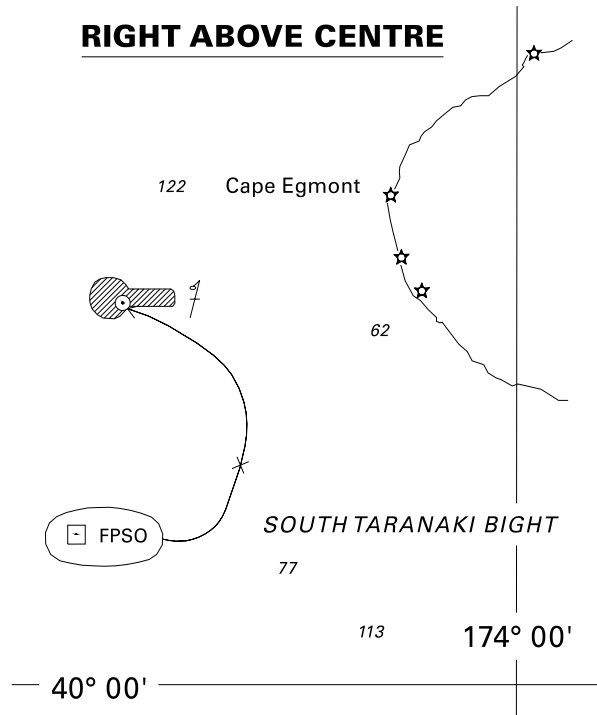 RIGHT ABOVE CENTRE
122
Cape Egmont
62
FPSO
SOUTH TARANAKI BIGHT
77
113
174° 00'
40° 00'